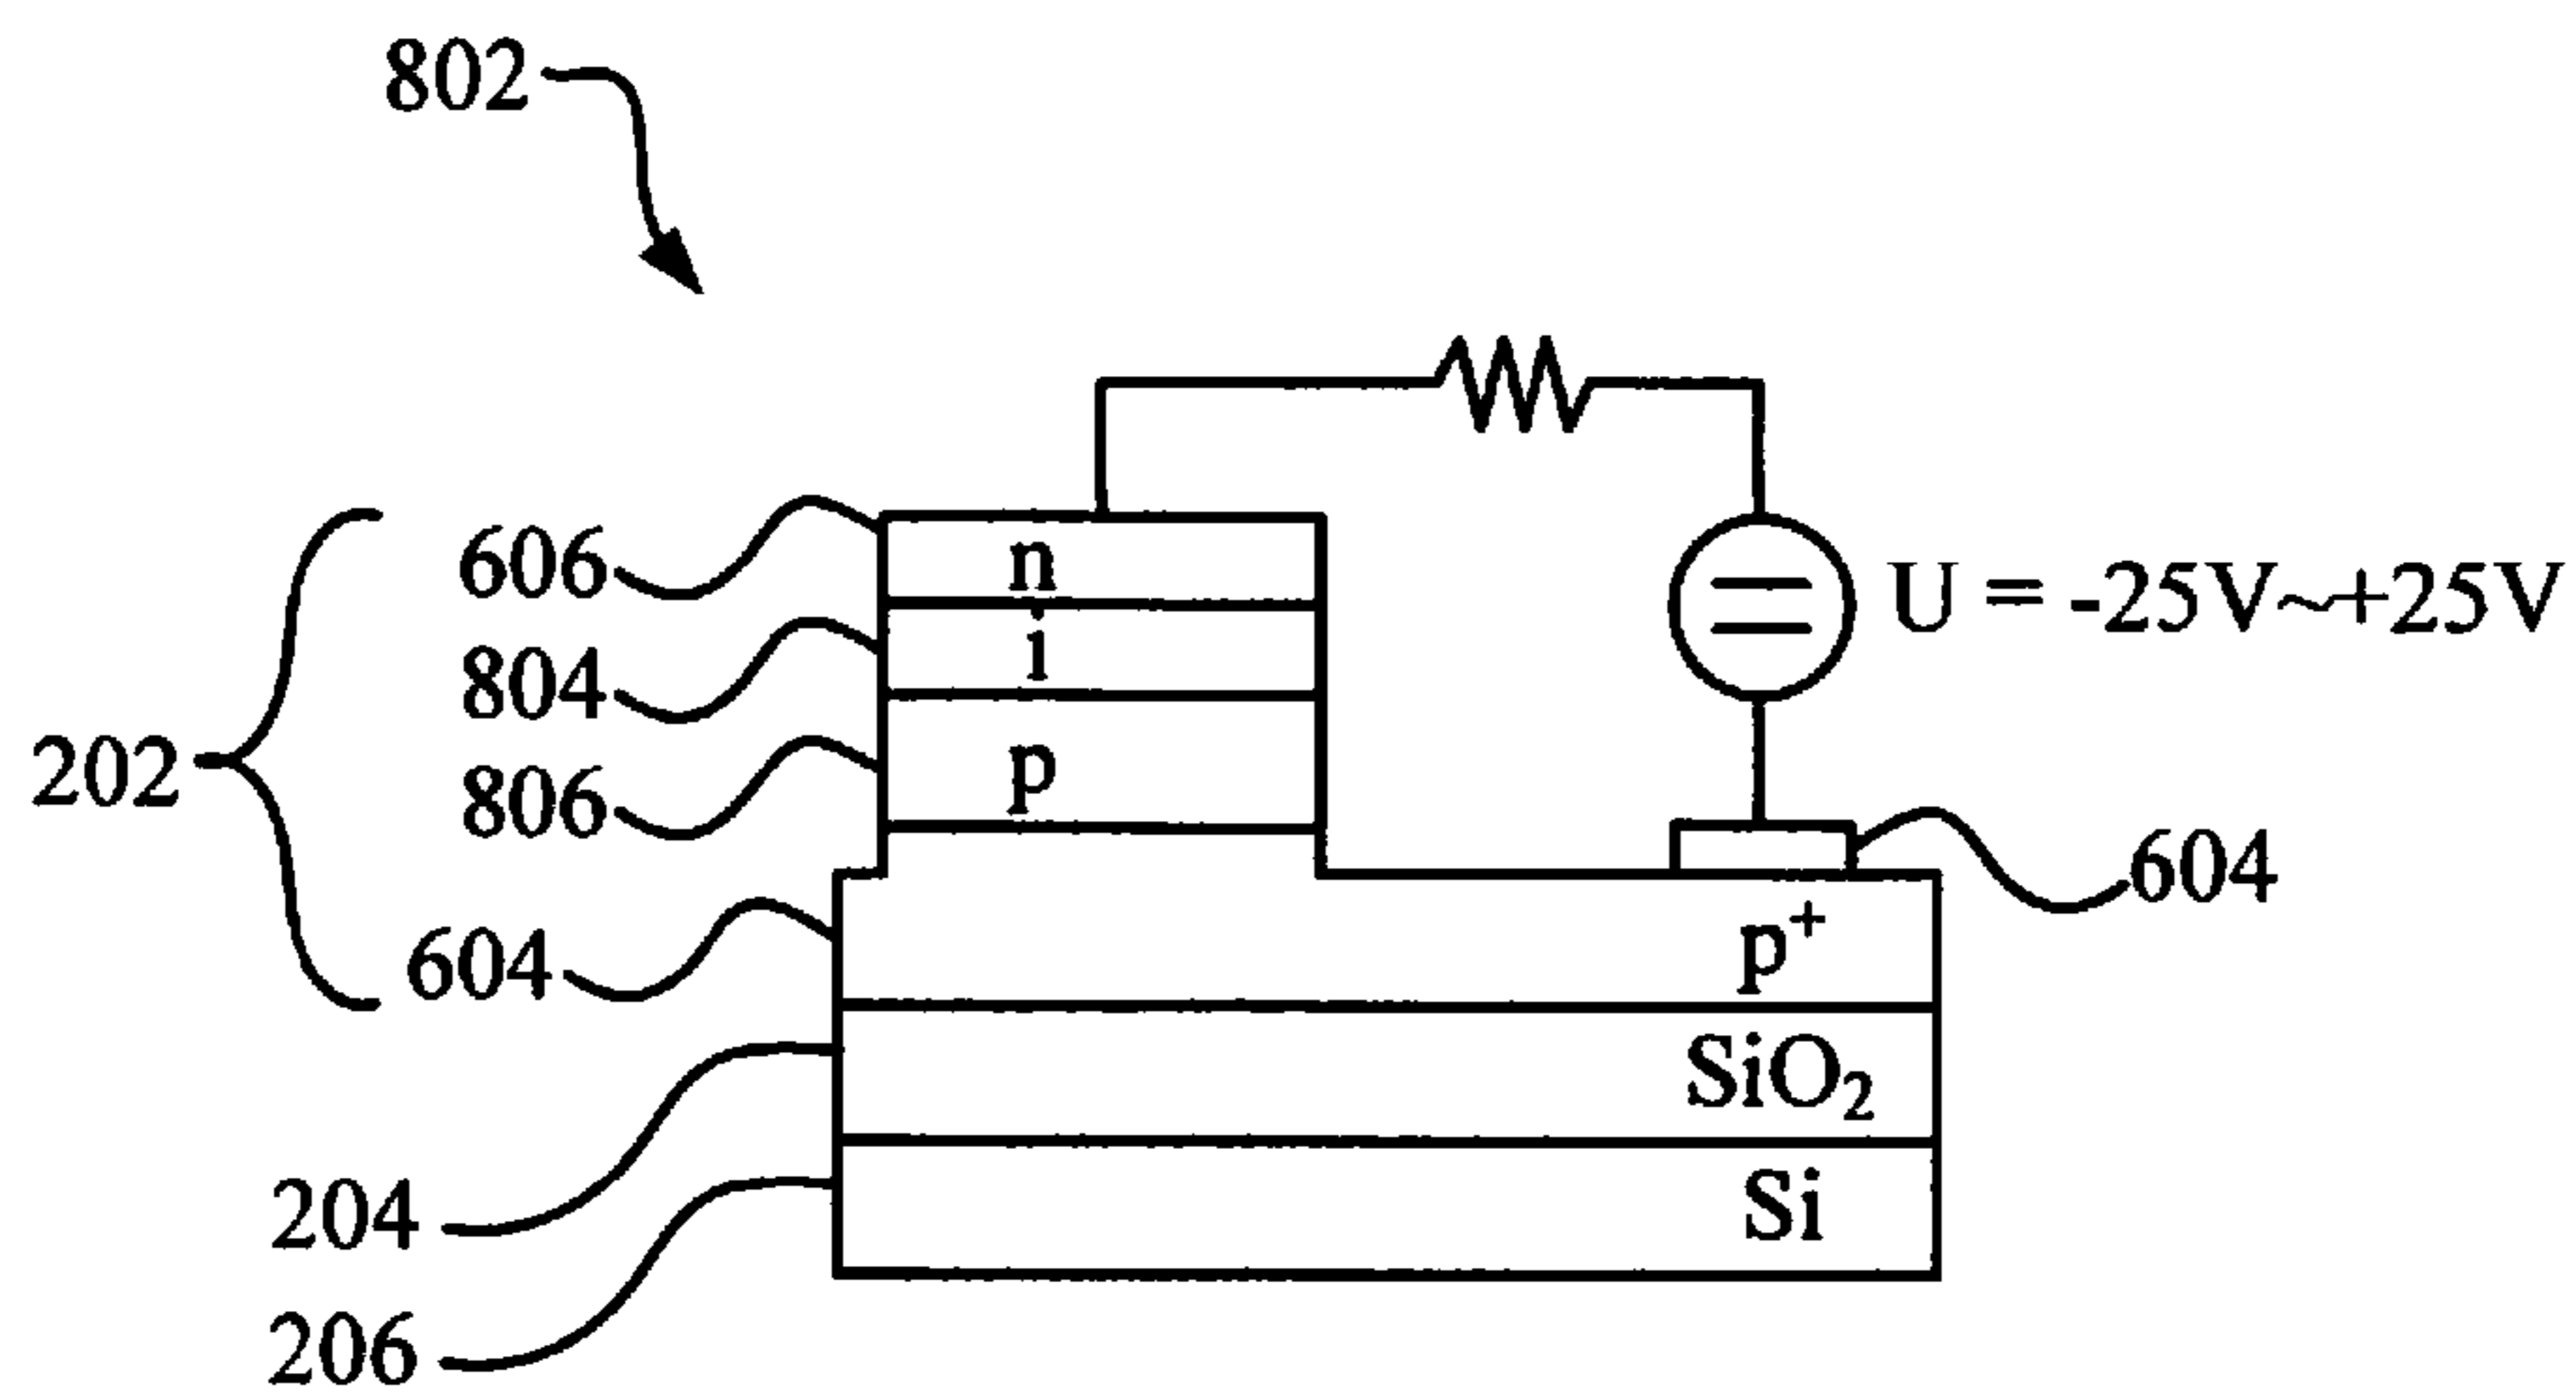 802
606 n
U = -25V~+25V
804 i
202
806 p
604
604 p⁺
SiO₂
204
Si
206